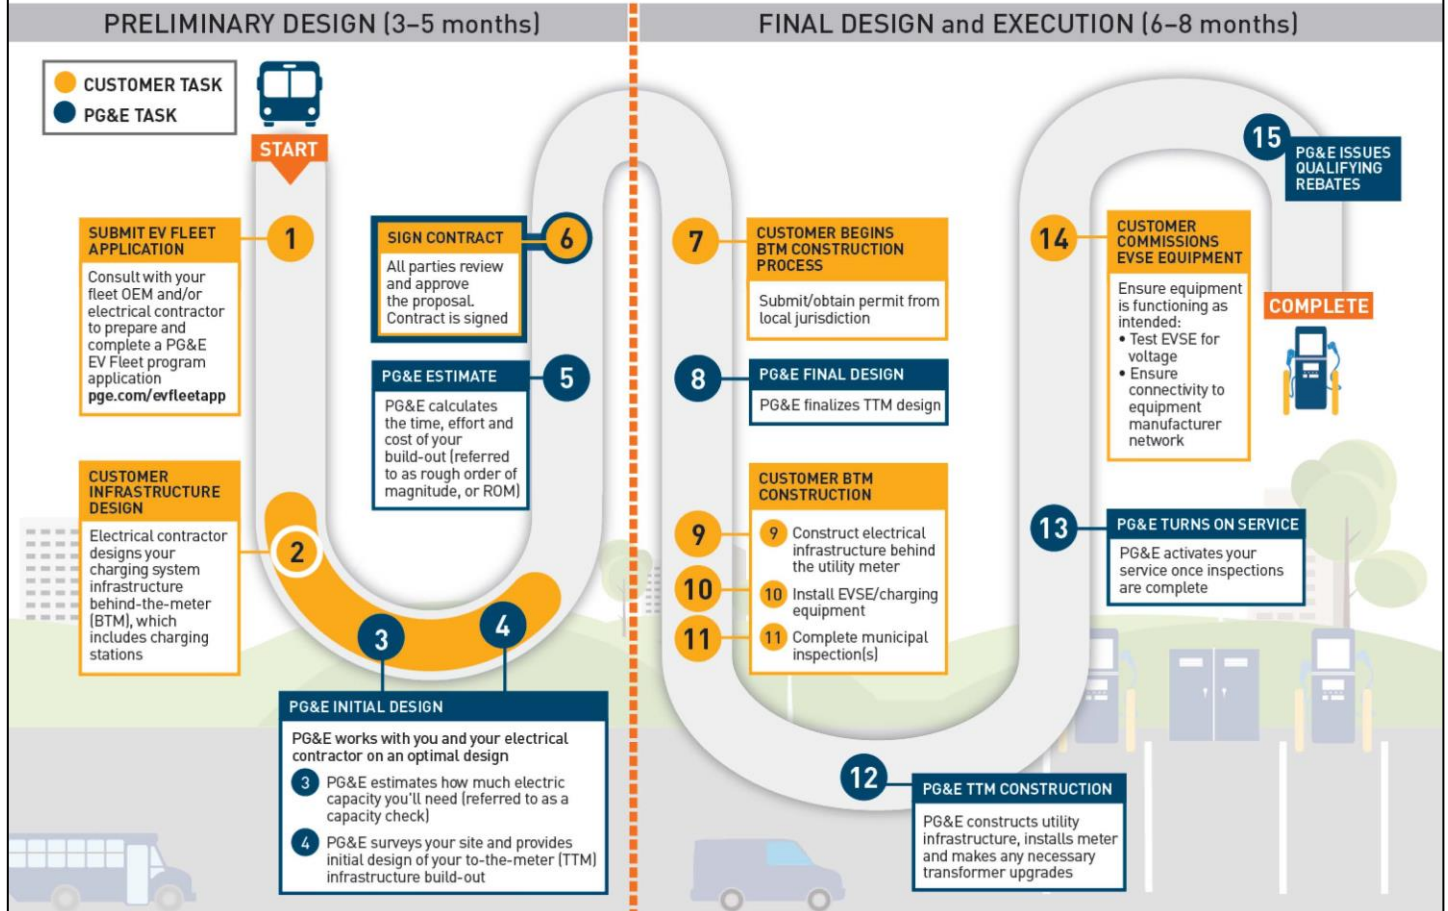 PRELIMINARY DESIGN (3–5 months)
FINAL DESIGN and EXECUTION (6–8 months)
CUSTOMER TASK
PG&E TASK
START
1
SUBMIT EV FLEET
APPLICATION
Consult with your
fleet OEM and/or
electrical contractor
to prepare and
complete a PG&E
EV Fleet program
application
pge.com/evfleetapp
2
CUSTOMER
INFRASTRUCTURE
DESIGN
Electrical contractor
designs your
charging system
infrastructure
behind-the-meter
(BTM), which
includes charging
stations
3
4
PG&E INITIAL DESIGN
PG&E works with you and your electrical
contractor on an optimal design
3 PG&E estimates how much electric
capacity you'll need (referred to as a
capacity check)
4 PG&E surveys your site and provides
initial design of your to-the-meter (TTM)
infrastructure build-out
5
PG&E ESTIMATE
PG&E calculates
the time, effort and
cost of your
build-out (referred
to as rough order of
magnitude, or ROM)
6
SIGN CONTRACT
All parties review
and approve
the proposal.
Contract is signed
7
CUSTOMER BEGINS
BTM CONSTRUCTION
PROCESS
Submit/obtain permit from
local jurisdiction
8
PG&E FINAL DESIGN
PG&E finalizes TTM design
9
10
11
CUSTOMER BTM
CONSTRUCTION
9 Construct electrical
infrastructure behind
the utility meter
10 Install EVSE/charging
equipment
11 Complete municipal
inspection(s)
12
PG&E TTM CONSTRUCTION
PG&E constructs utility
infrastructure, installs meter
and makes any necessary
transformer upgrades
13
PG&E TURNS ON SERVICE
PG&E activates your
service once inspections
are complete
14
CUSTOMER
COMMISSIONS
EVSE EQUIPMENT
Ensure equipment
is functioning as
intended:
• Test EVSE for
voltage
• Ensure
connectivity to
equipment
manufacturer
network
15
PG&E ISSUES
QUALIFYING
REBATES
COMPLETE